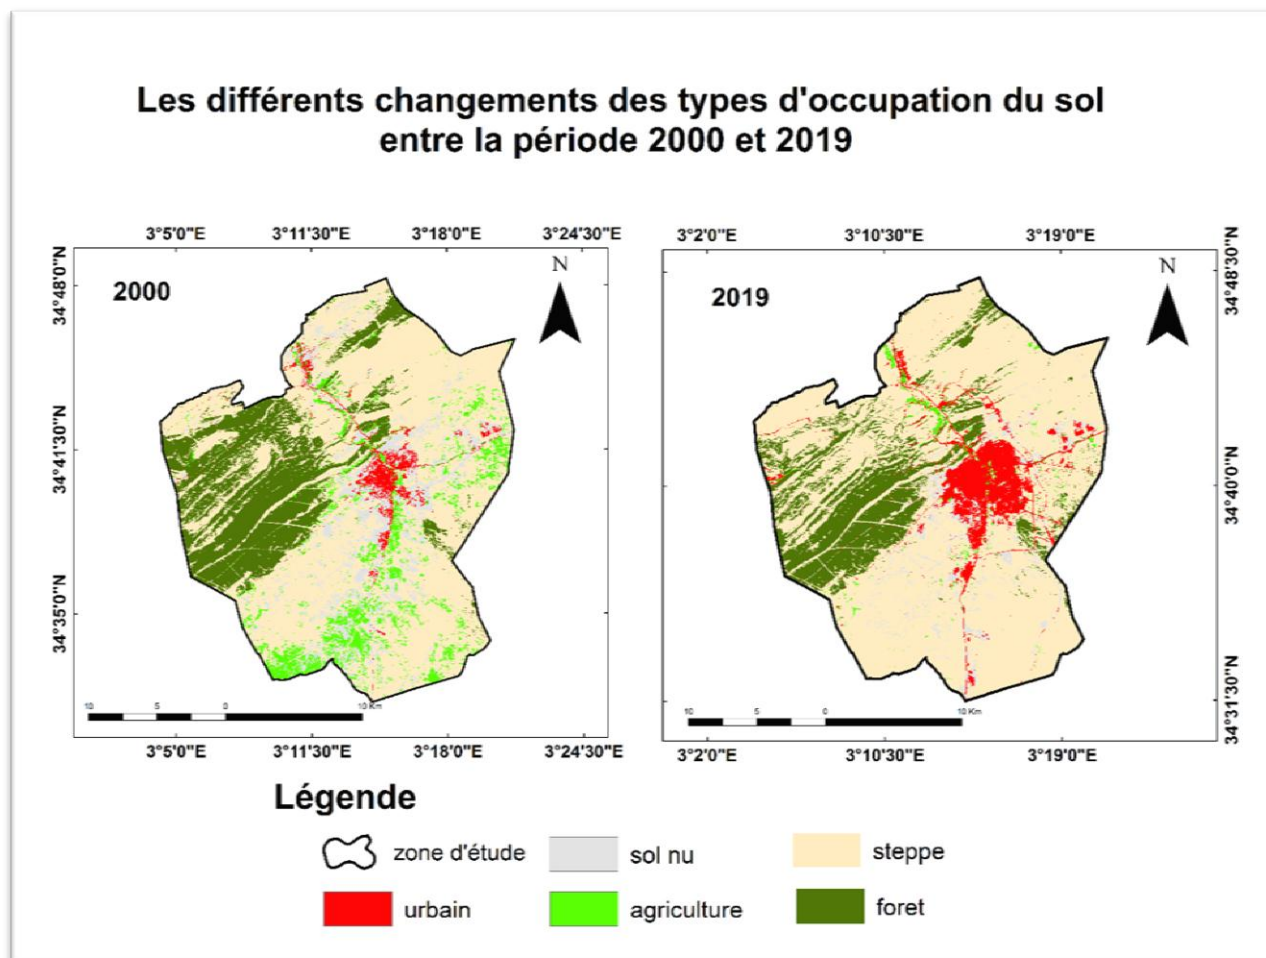 Les différents changements des types d'occupation du sol
entre la période 2000 et 2019
3°5'0"E 3°11'30"E 3°18'0"E 3°24'30"E
34°48'0"N
34°41'30"N
34°35'0"N
2000
N
10 5 0 10 Km
3°5'0"E 3°11'30"E 3°18'0"E 3°24'30"E
3°2'0"E 3°10'30"E 3°19'0"E
2019
N
34°48'30"N
34°40'0"N
34°31'30"N
10 5 0 10 Km
3°2'0"E 3°10'30"E 3°19'0"E
Légende
zone d'étude sol nu steppe
urbain agriculture foret